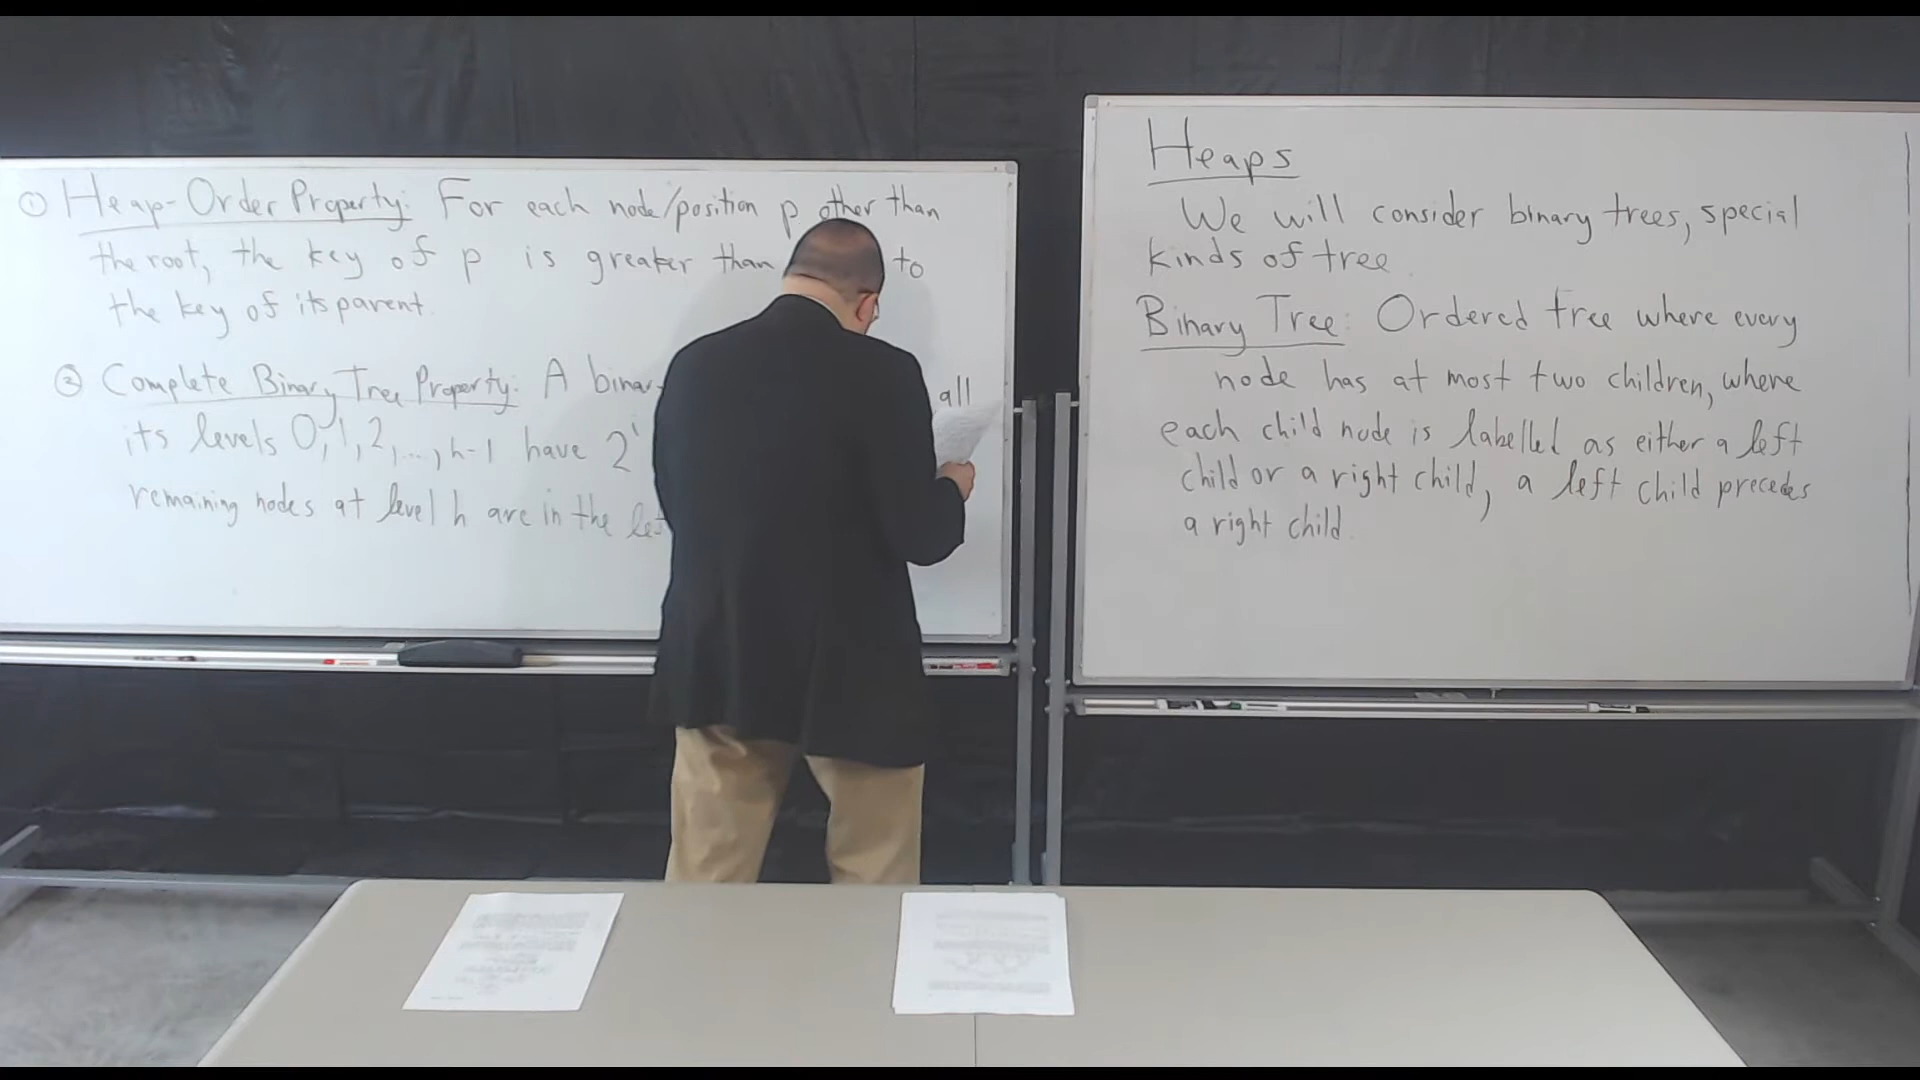 ① Heap-Order Property: For each node/position p other than
the root, the key of p is greater than to
the key of its parent.
② Complete Binary Tree Property: A all
its levels 0, 1, 2, ..., h-1 have 2^i
remaining nodes at level h are in the
Heaps
We will consider binary trees, special
kinds of tree.
Binary Tree: Ordered tree where every
node has at most two children, where
each child node is labelled as either a left
child or a right child, a left child precedes
a right child.